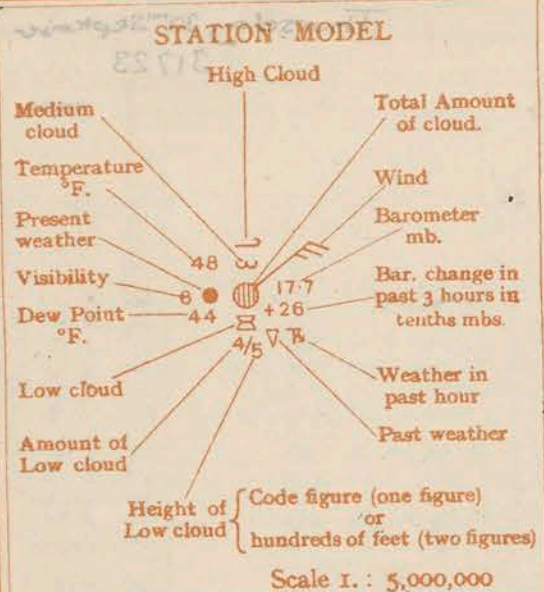 STATION MODEL
31723
High Cloud
Medium cloud
Total Amount of cloud.
Temperature °F.
Wind
Present weather
Barometer mb.
48
Visibility
6
17·7
Bar. change in past 3 hours in tenths mbs.
+26
Dew Point °F.
44
4/5
Low cloud
Weather in past hour
Amount of Low cloud
Past weather
Height of Low cloud
Code figure (one figure)
or
hundreds of feet (two figures)
Scale 1. : 5,000,000